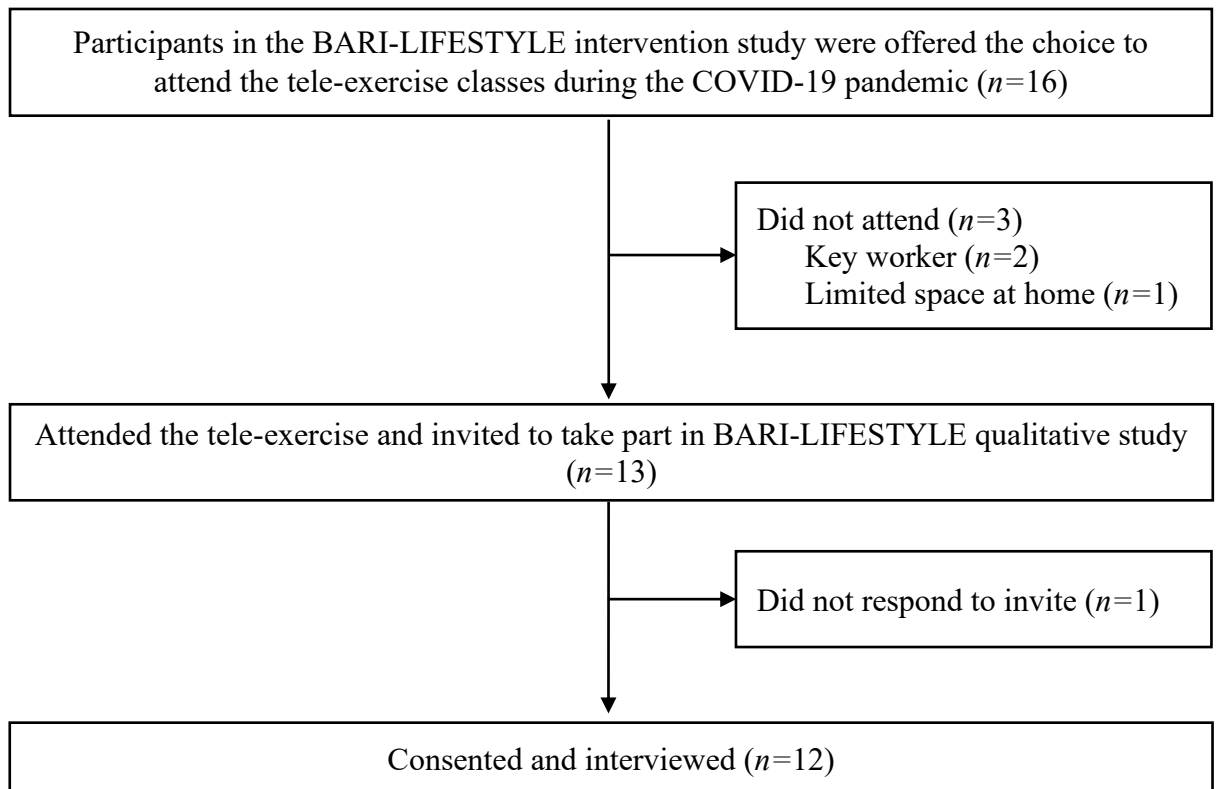 Participants in the BARI-LIFESTYLE intervention study were offered the choice to
attend the tele-exercise classes during the COVID-19 pandemic (n=16)
Did not attend (n=3)
Key worker (n=2)
Limited space at home (n=1)
Attended the tele-exercise and invited to take part in BARI-LIFESTYLE qualitative study
(n=13)
Did not respond to invite (n=1)
Consented and interviewed (n=12)